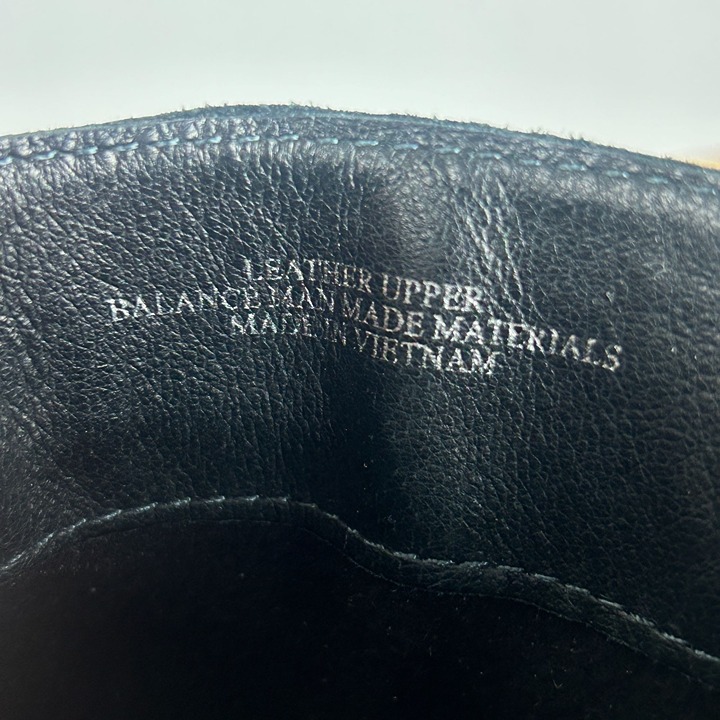 LEATHER UPPER
BALANCE MAN MADE MATERIALS
MADE IN VIETNAM